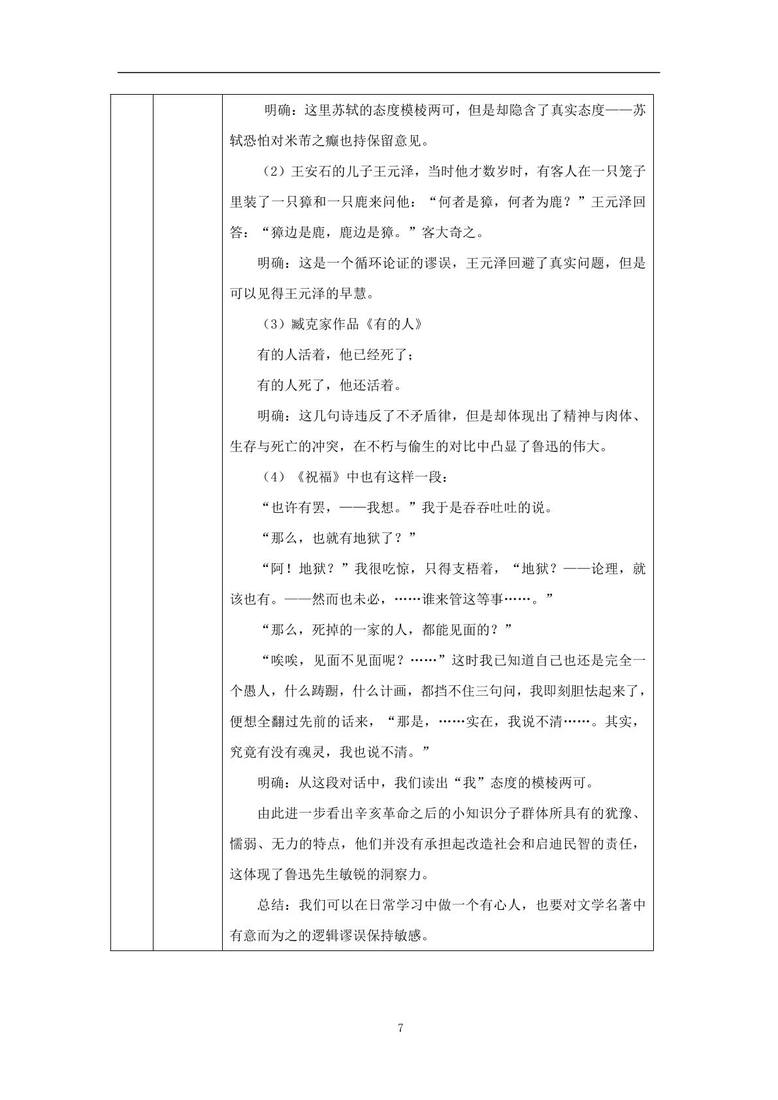 明确：这里苏轼的态度模棱两可，但是却隐含了真实态度——苏
轼恐怕对米芾之癫也持保留意见。
（2）王安石的儿子王元泽，当时他才数岁时，有客人在一只笼子
里装了一只獐和一只鹿来问他：“何者是獐，何者为鹿？”王元泽回
答：“獐边是鹿，鹿边是獐。”客大奇之。
明确：这是一个循环论证的谬误，王元泽回避了真实问题，但是
可以见得王元泽的早慧。
（3）臧克家作品《有的人》
有的人活着，他已经死了；
有的人死了，他还活着。
明确：这几句诗违反了不矛盾律，但是却体现出了精神与肉体、
生存与死亡的冲突，在不朽与偷生的对比中凸显了鲁迅的伟大。
（4）《祝福》中也有这样一段：
“也许有罢，——我想。”我于是吞吞吐吐的说。
“那么，也就有地狱了？”
“阿！地狱？”我很吃惊，只得支梧着，“地狱？——论理，就
该也有。——然而也未必，……谁来管这等事……。”
“那么，死掉的一家的人，都能见面的？”
“唉唉，见面不见面呢？……”这时我已知道自己也还是完全一
个愚人，什么踌蹰，什么计画，都挡不住三句问，我即刻胆怯起来了，
便想全翻过先前的话来，“那是，……实在，我说不清……。其实，
究竟有没有魂灵，我也说不清。”
明确：从这段对话中，我们读出“我”态度的模棱两可。
由此进一步看出辛亥革命之后的小知识分子群体所具有的犹豫、
懦弱、无力的特点，他们并没有承担起改造社会和启迪民智的责任，
这体现了鲁迅先生敏锐的洞察力。
总结：我们可以在日常学习中做一个有心人，也要对文学名著中
有意而为之的逻辑谬误保持敏感。
7